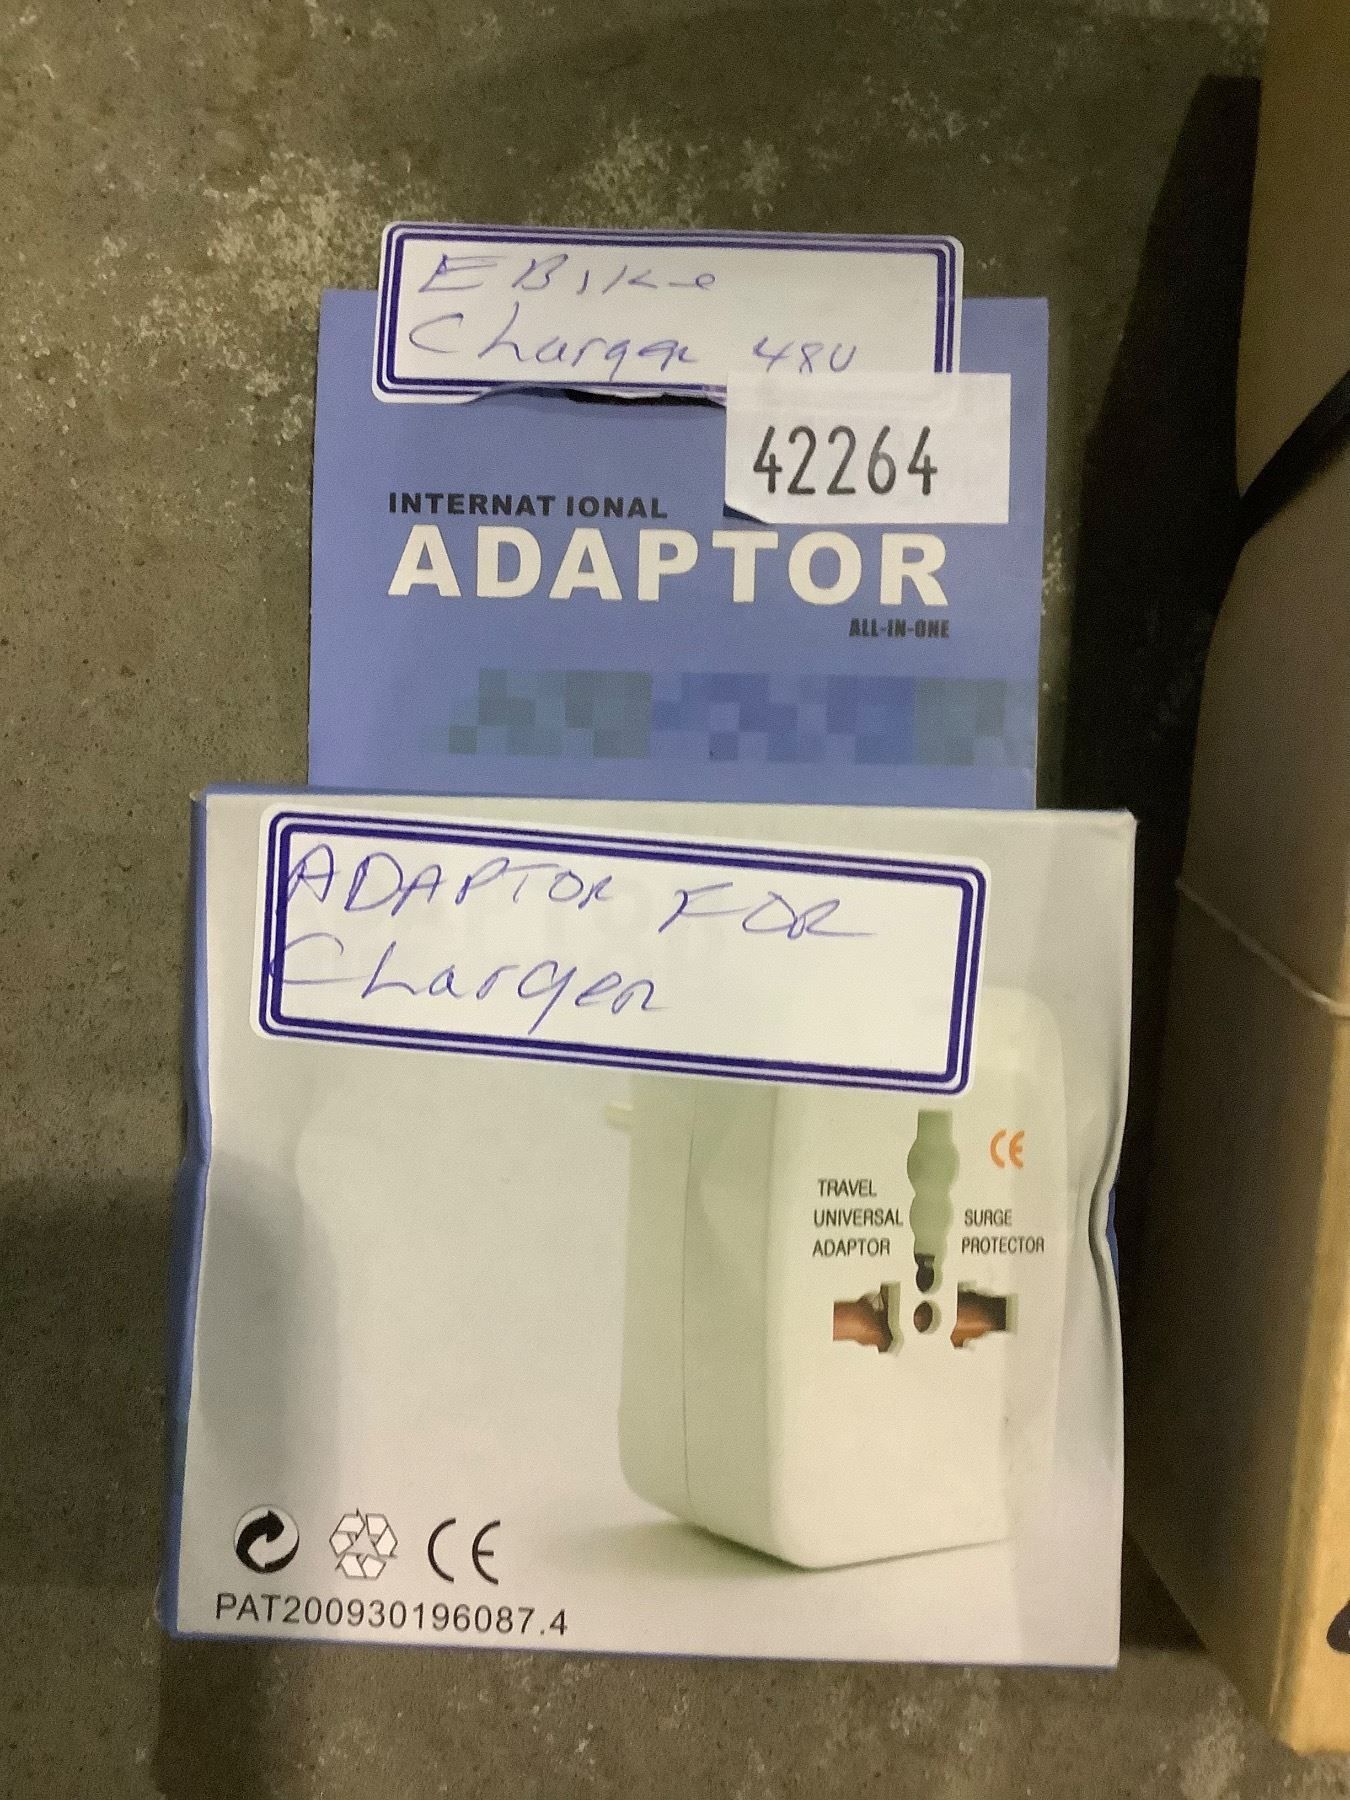 EBike
Charger 48V
42264
INTERNATIONAL
ADAPTOR
ALL-IN-ONE
ADAPTOR FOR
Charger
CE
TRAVEL
UNIVERSAL
ADAPTOR
SURGE
PROTECTOR
CE
PAT200930196087.4